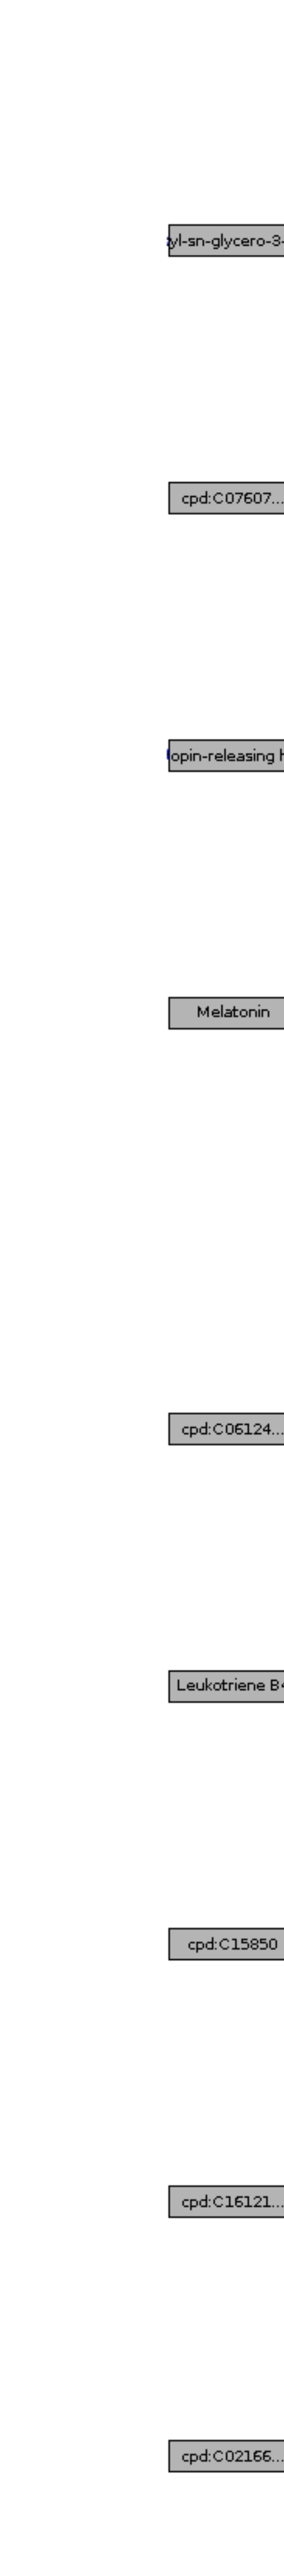 yl-sn-glycero-3-
cpd:C07607...
opin-releasing h
Melatonin
cpd:C06124...
Leukotriene B4
cpd:C15850
cpd:C16121...
cpd:C02166...